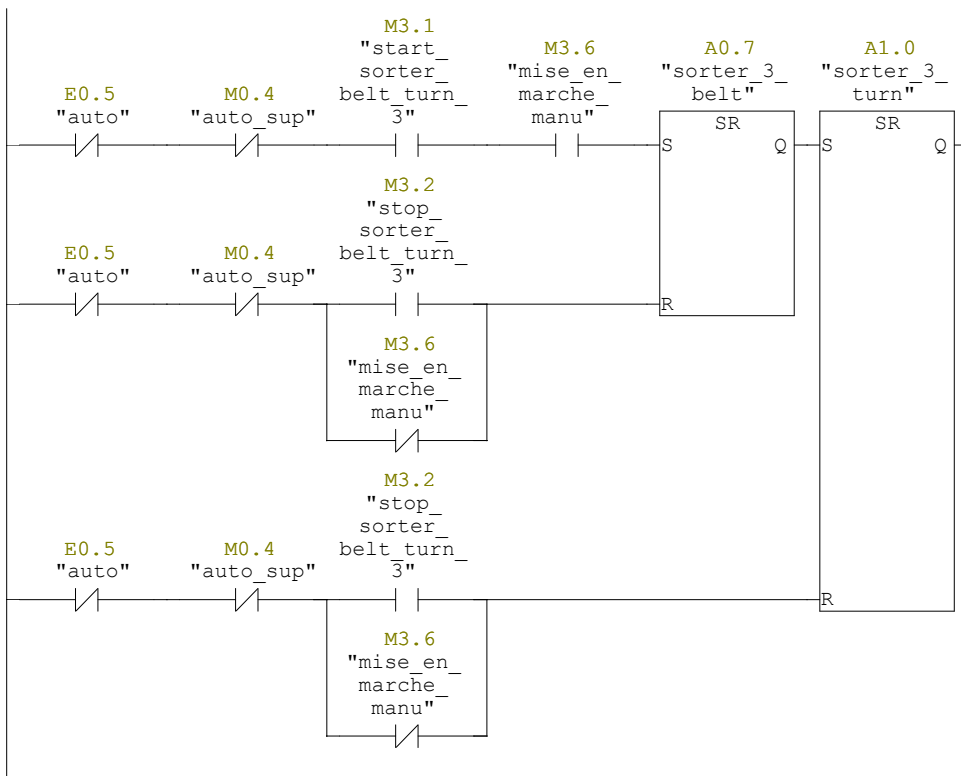 M3.1
"start_
sorter_
belt_turn_
3"
M3.6
"mise_en_
marche_
manu"
A0.7
"sorter_3_
belt"
A1.0
"sorter_3_
turn"
E0.5
"auto"
M0.4
"auto_sup"
SR
SR
S
Q
S
Q
M3.2
"stop_
sorter_
belt_turn_
3"
E0.5
"auto"
M0.4
"auto_sup"
R
M3.6
"mise_en_
marche_
manu"
M3.2
"stop_
sorter_
belt_turn_
3"
E0.5
"auto"
M0.4
"auto_sup"
R
M3.6
"mise_en_
marche_
manu"